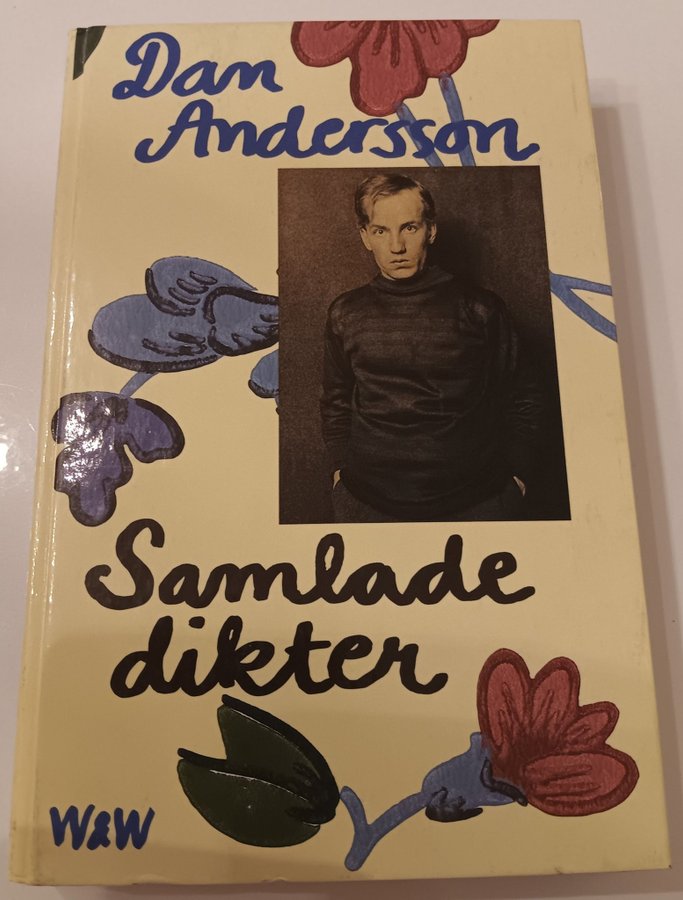 Dan
Andersson
Samlade
dikter
W&W